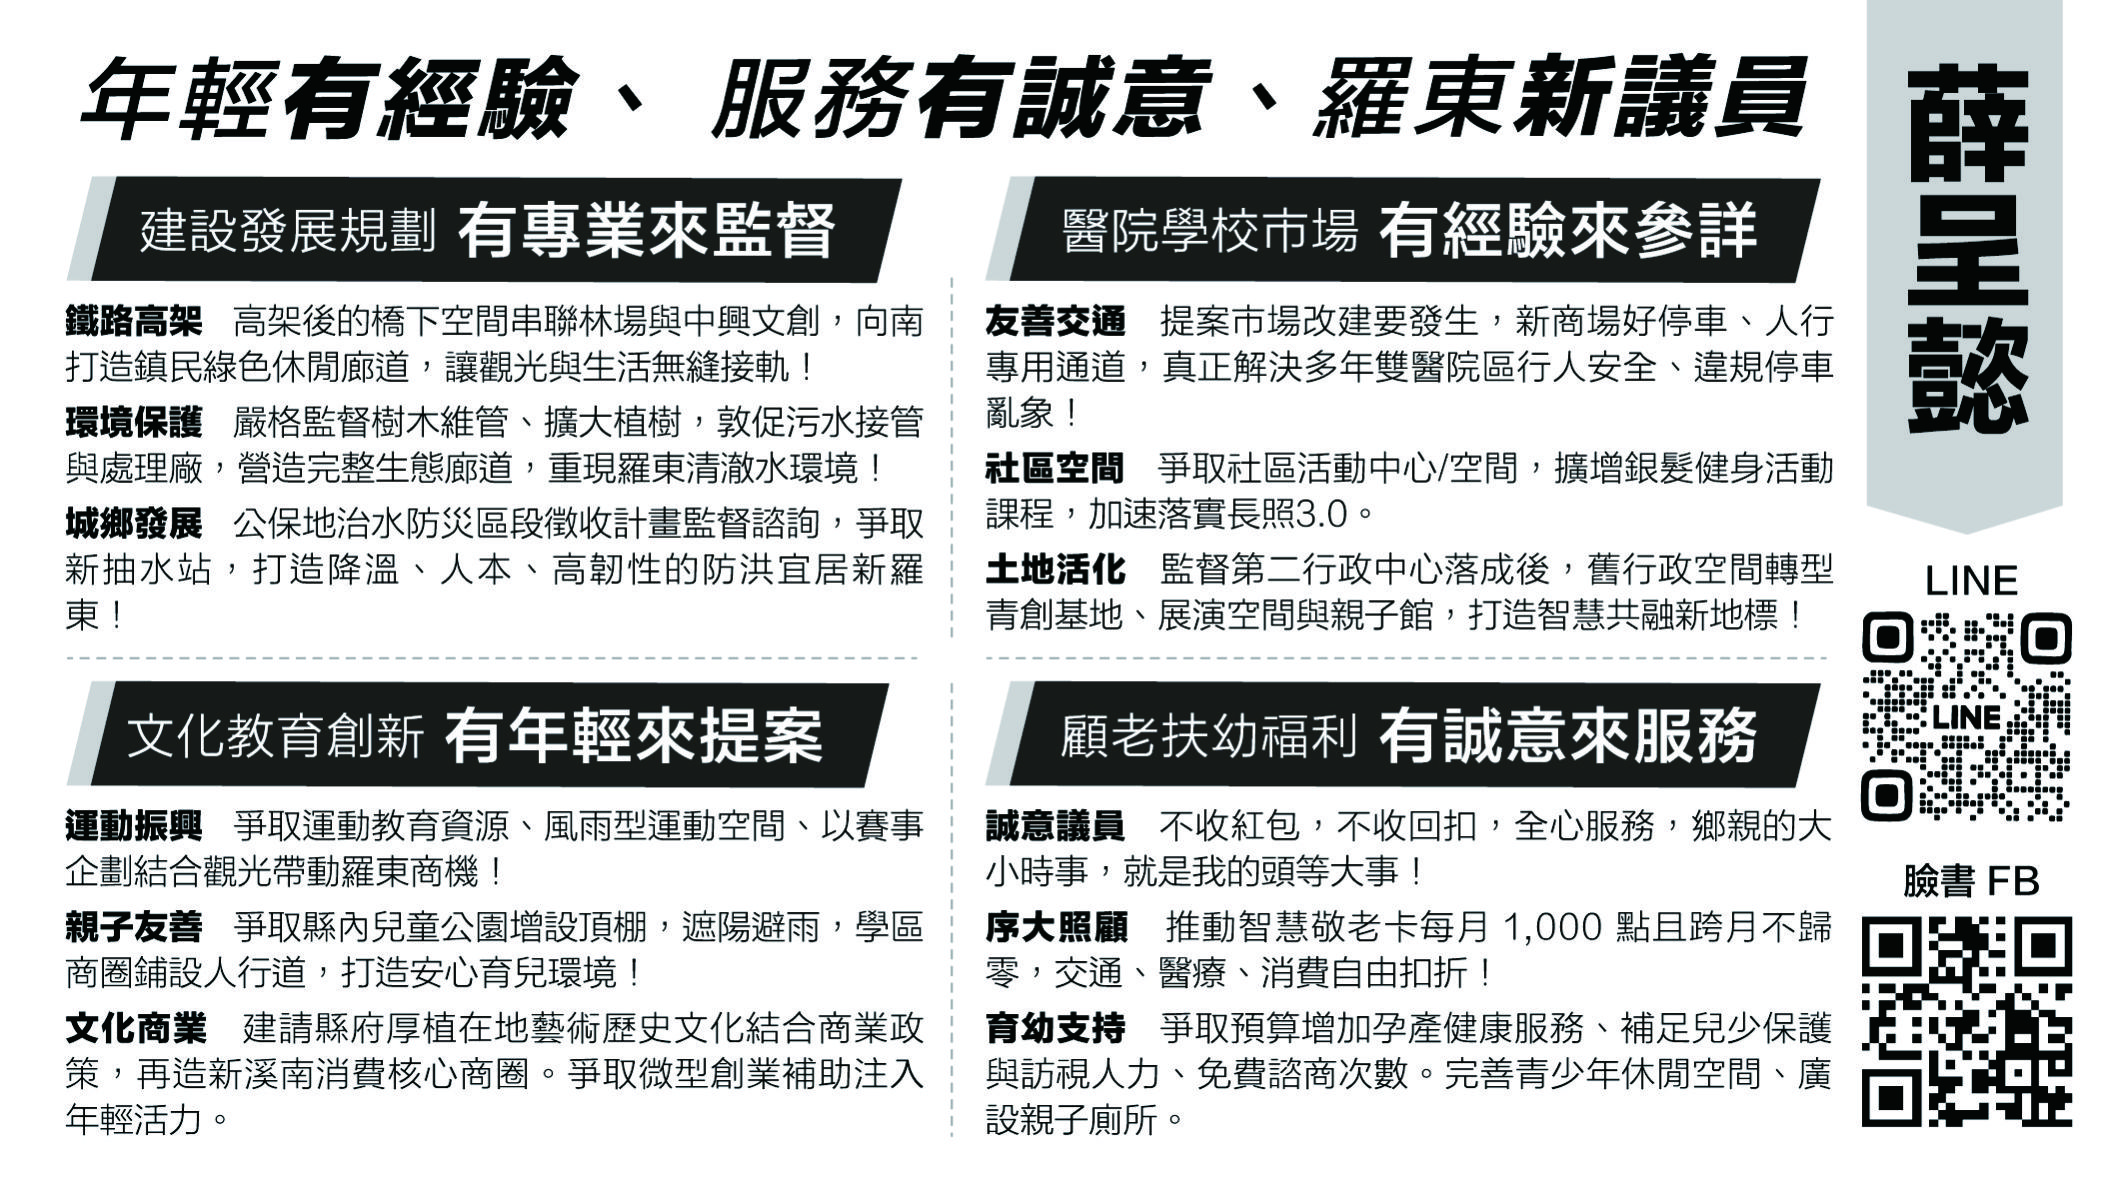 年輕有經驗、服務有誠意、羅東新議員
薛呈懿
建設發展規劃 有專業來監督
鐵路高架 高架後的橋下空間串聯林場與中興文創，向南
打造鎮民綠色休閒廊道，讓觀光與生活無縫接軌！
環境保護 嚴格監督樹木維管、擴大植樹，敦促污水接管
與處理廠，營造完整生態廊道，重現羅東清澈水環境！
城鄉發展 公保地治水防災區段徵收計畫監督諮詢，爭取
新抽水站，打造降溫、人本、高韌性的防洪宜居新羅
東！
醫院學校市場 有經驗來參詳
友善交通 提案市場改建要發生，新商場好停車、人行
專用通道，真正解決多年雙醫院區行人安全、違規停車
亂象！
社區空間 爭取社區活動中心/空間，擴增銀髮健身活動
課程，加速落實長照3.0。
土地活化 監督第二行政中心落成後，舊行政空間轉型
青創基地、展演空間與親子館，打造智慧共融新地標！
文化教育創新 有年輕來提案
運動振興 爭取運動教育資源、風雨型運動空間、以賽事
企劃結合觀光帶動羅東商機！
親子友善 爭取縣內兒童公園增設頂棚，遮陽避雨，學區
商圈鋪設人行道，打造安心育兒環境！
文化商業 建請縣府厚植在地藝術歷史文化結合商業政
策，再造新溪南消費核心商圈。爭取微型創業補助注入
年輕活力。
顧老扶幼福利 有誠意來服務
誠意議員 不收紅包，不收回扣，全心服務，鄉親的大
小時事，就是我的頭等大事！
序大照顧 推動智慧敬老卡每月 1,000 點且跨月不歸
零，交通、醫療、消費自由扣折！
育幼支持 爭取預算增加孕產健康服務、補足兒少保護
與訪視人力、免費諮商次數。完善青少年休閒空間、廣
設親子廁所。
LINE
LINE
臉書 FB